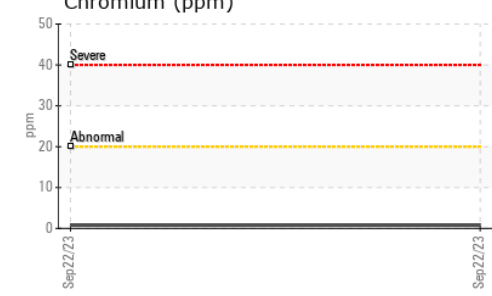 Chromium (ppm)
50
Severe
40
30
ppm
Abnormal
20
10
0
Sep22/23
Sep22/23